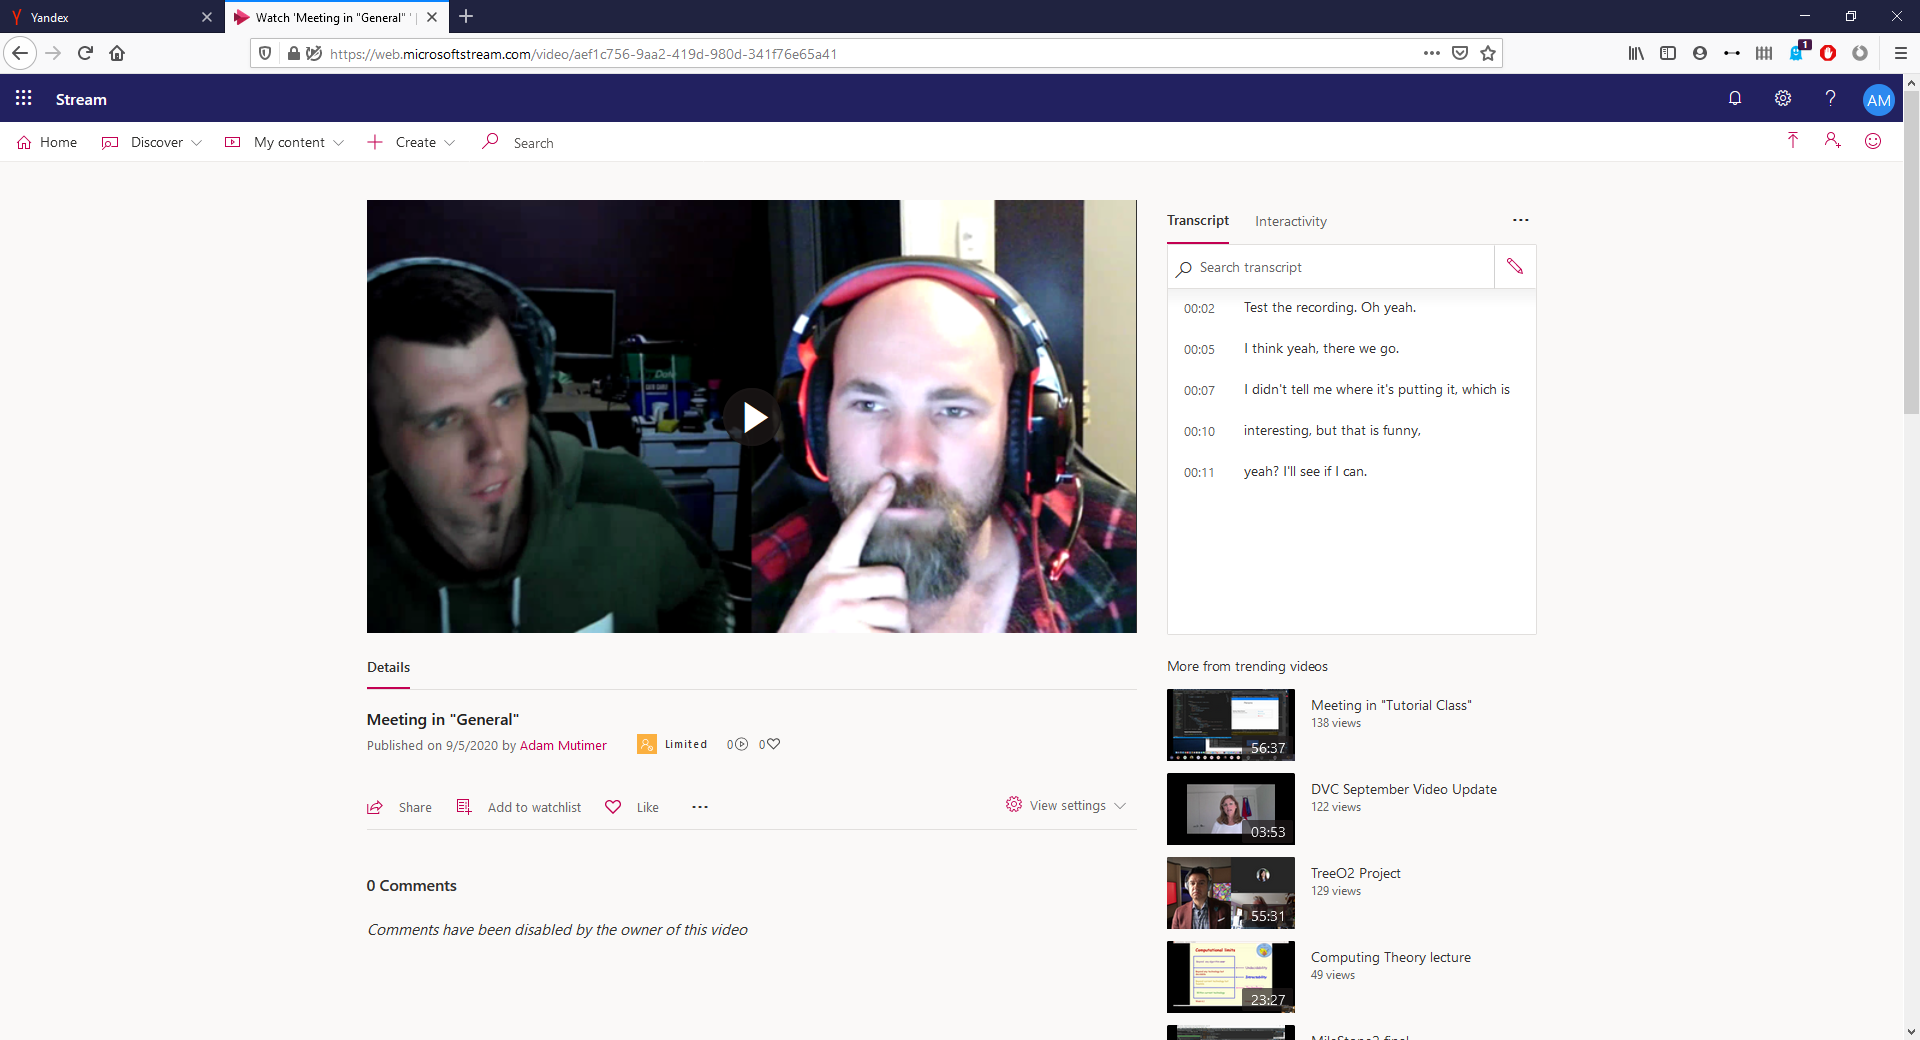 Yandex
Watch 'Meeting in "General" ' |
https://web.microsoftstream.com/video/aef1c756-9aa2-419d-980d-341f76e65a41
1
Stream
AM
Home
Discover
My content
Create
Search
Transcript
Interactivity
Search transcript
00:02 Test the recording. Oh yeah.
00:05 I think yeah, there we go.
00:07 I didn't tell me where it's putting it, which is
00:10 interesting, but that is funny,
00:11 yeah? I'll see if I can.
Details
Meeting in "General"
Published on 9/5/2020 by Adam Mutimer
Limited
0
0
Share
Add to watchlist
Like
View settings
0 Comments
Comments have been disabled by the owner of this video
More from trending videos
56:37
Meeting in "Tutorial Class"
138 views
03:53
DVC September Video Update
122 views
55:31
TreeO2 Project
129 views
Computational limits
23:27
Computing Theory lecture
49 views